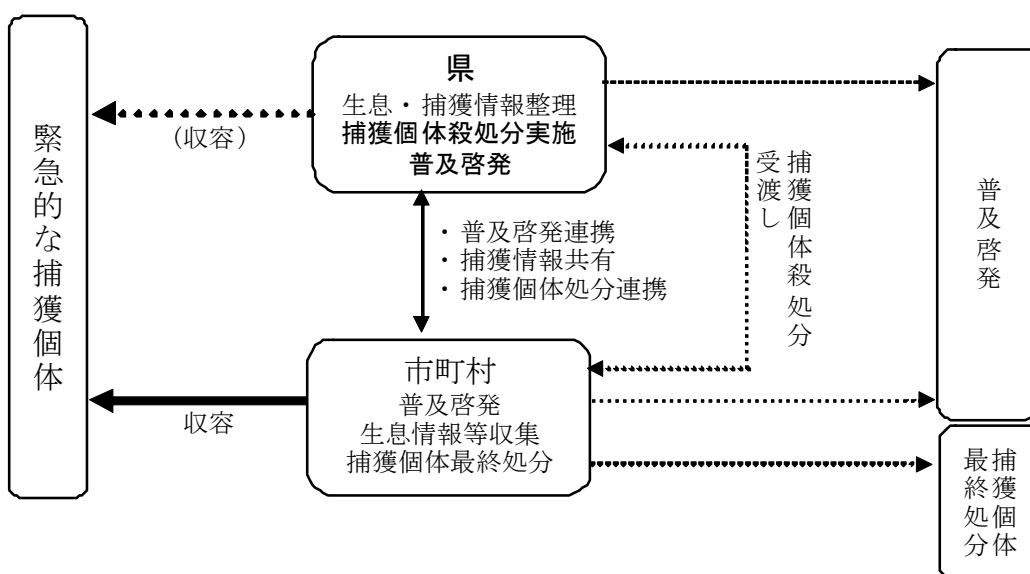 緊急的な捕獲個体
県
生息・捕獲情報整理
捕獲個体殺処分実施
普及啓発
(収容)
・普及啓発連携
・捕獲情報共有
・捕獲個体処分連携
捕獲個体殺処分
受渡し
普及啓発
市町村
普及啓発
生息情報等収集
捕獲個体最終処分
収容
捕獲個体
最終処分